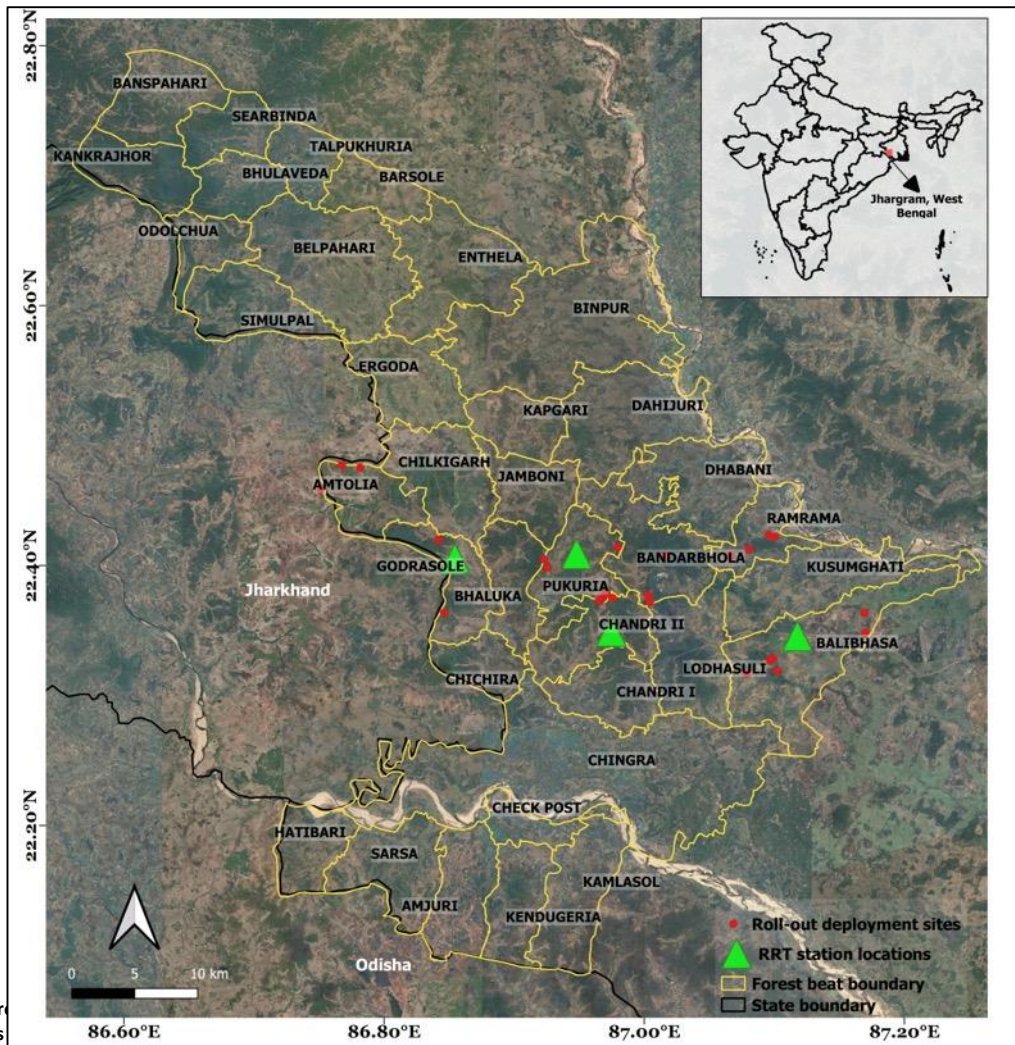 22.80°N
22.60°N
22.40°N
22.20°N
BANSPAHARI
SEARBINDA
KANKRAJHOR
TALPUKHURIA
BHULAVEDA
BARSOLE
ODOLCHUA
BELPAHARI
ENTHELA
SIMULPAL
BINPUR
ERGODA
KAPGARI
DAHIJURI
CHILKIGARH
JAMBONI
DHABANI
AMTOLIA
RAMRAMA
GODRASOLE
BANDARBHOLA
KUSUMGHATI
PUKURIA
Jharkhand
BHALUKA
CHANDRI II
BALIBHASA
LODHASULI
CHICHIRA
CHANDRI I
CHINGRA
CHECK POST
HATIBARI
SARSA
KAMLASOL
AMJURI
KENDUGERIA
Odisha
Jhargram, West
Bengal
Roll-out deployment sites
RRT station locations
Forest beat boundary
State boundary
0 5 10 km
86.60°E 86.80°E 87.00°E 87.20°E